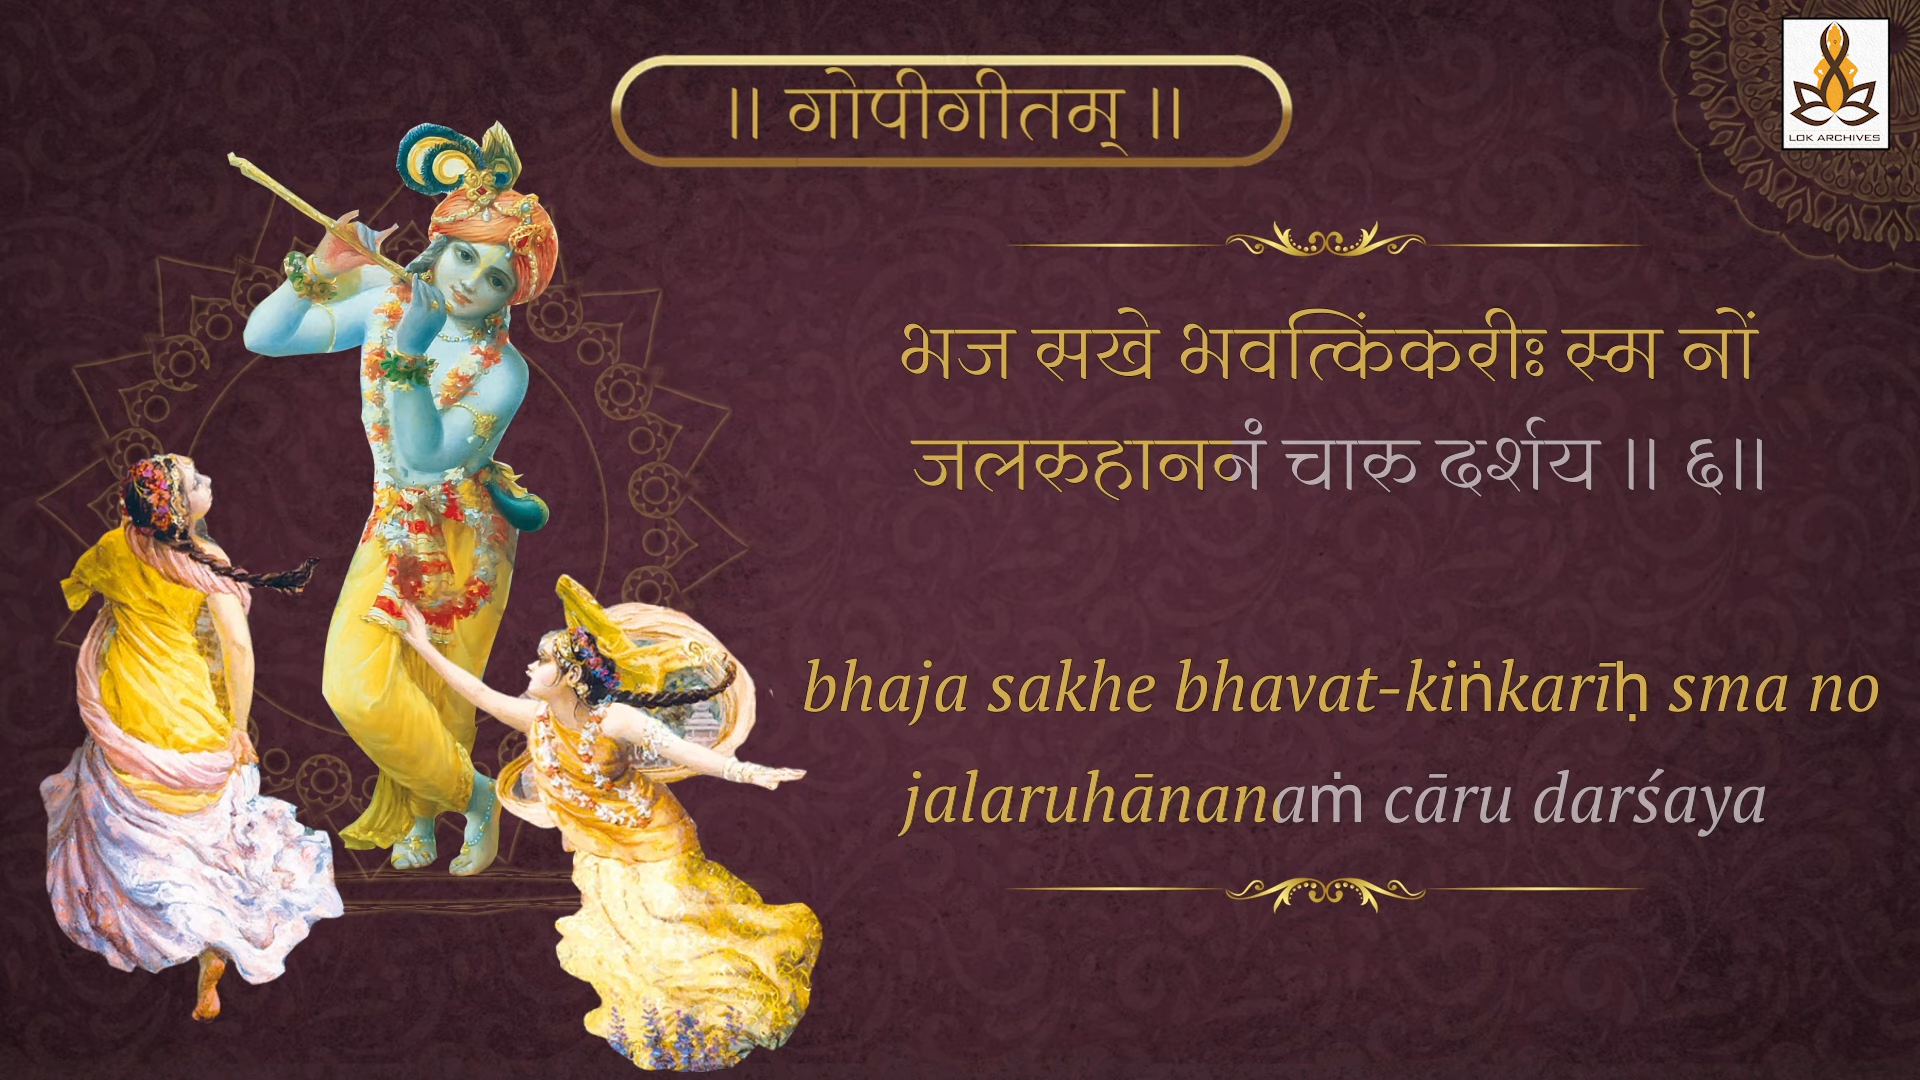 ॥ गोपीगीतम् ॥
LOK ARCHIVES
भज सखे भवत्किंकरीः स्म नों
जलरुहाननं चारु दर्शय ॥ ६॥
bhaja sakhe bhavat-kiṅkarīḥ sma no
jalaruhānanaṁ cāru darśaya